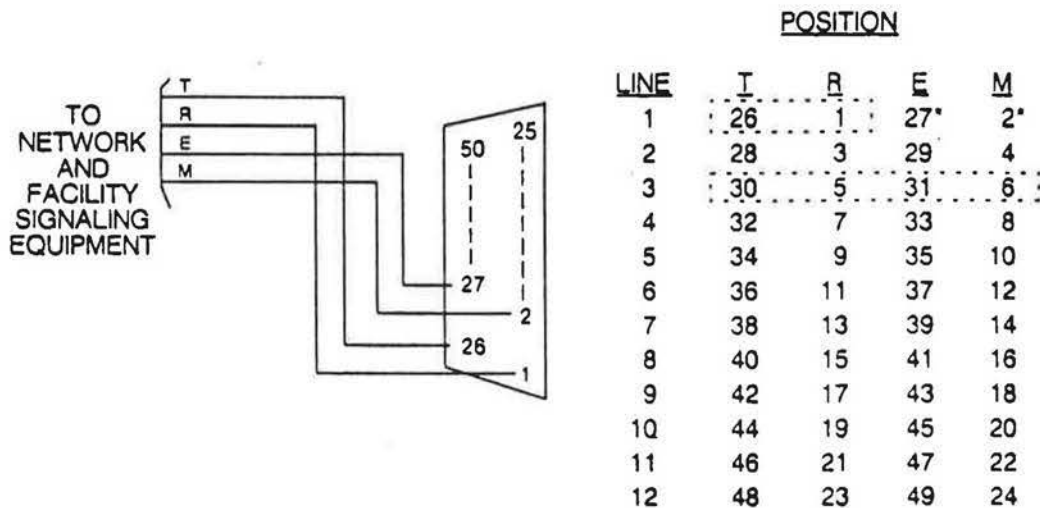 TO
NETWORK
AND
FACILITY
SIGNALING
EQUIPMENT
T
R
E
M
50
25
27
2
26
1
POSITION
LINE T R E M
1 26 1 27* 2*
2 28 3 29 4
3 30 5 31 6
4 32 7 33 8
5 34 9 35 10
6 36 11 37 12
7 38 13 39 14
8 40 15 41 16
9 42 17 43 18
10 44 19 45 20
11 46 21 47 22
12 48 23 49 24